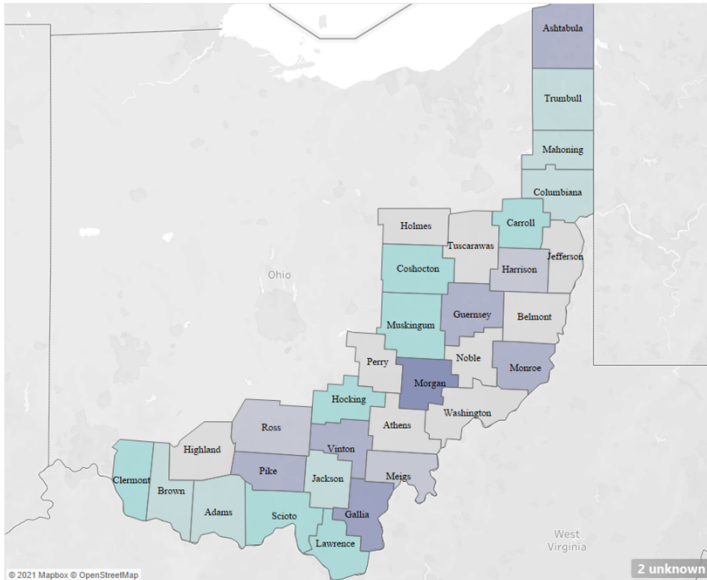 Ashtabula
Trumbull
Mahoning
Columbiana
Holmes
Tuscarawas
Carroll
Jefferson
Coshocton
Harrison
Ohio
Muskingum
Guernsey
Belmont
Perry
Noble
Monroe
Morgan
Hocking
Washington
Ross
Athens
Highland
Vinton
Clermont
Pike
Meigs
Brown
Jackson
Adams
Scioto
Gallia
Lawrence
West
Virginia
2 unknown
© 2021 Mapbox © OpenStreetMap